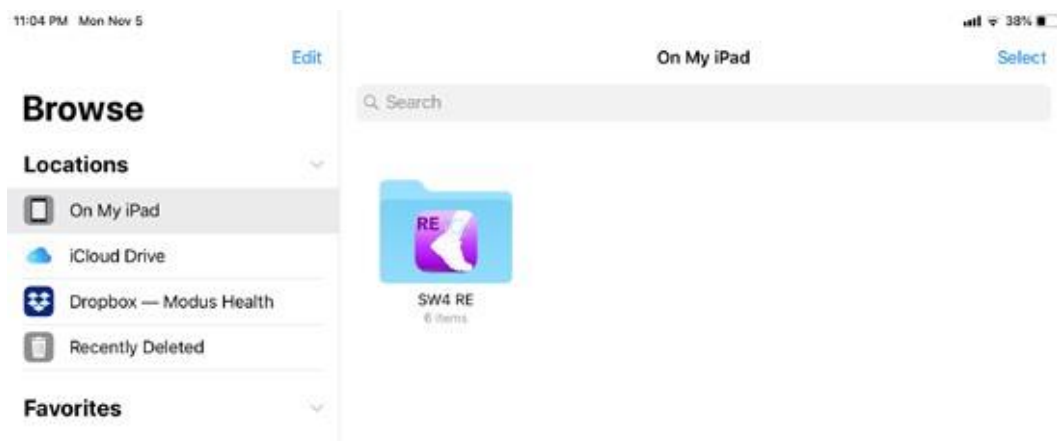 11:04 PM Mon Nov 5
38%
Edit
On My iPad
Select
Browse
Search
Locations
On My iPad
iCloud Drive
Dropbox — Modus Health
Recently Deleted
Favorites
RE
SW4 RE
6 items